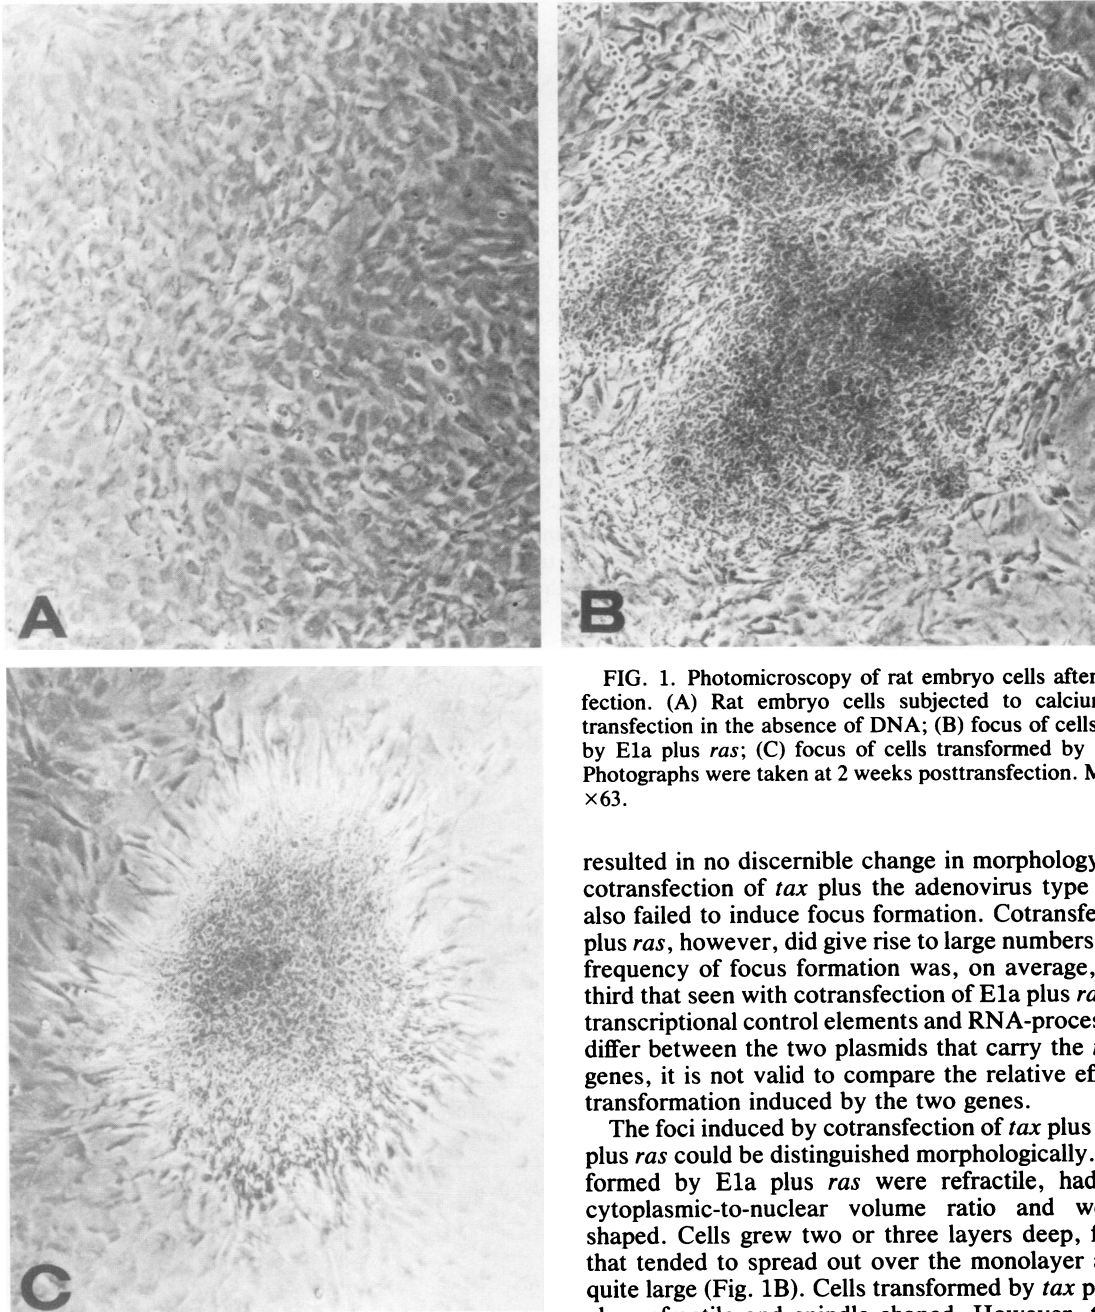 A
B
C
FIG. 1. Photomicroscopy of rat embryo cells after
fection. (A) Rat embryo cells subjected to calciu
transfection in the absence of DNA; (B) focus of cells
by E1a plus ras; (C) focus of cells transformed by
Photographs were taken at 2 weeks posttransfection. M
×63.
resulted in no discernible change in morphology
cotransfection of tax plus the adenovirus type
also failed to induce focus formation. Cotransfe
plus ras, however, did give rise to large numbers
frequency of focus formation was, on average,
third that seen with cotransfection of E1a plus ra
transcriptional control elements and RNA-proces
differ between the two plasmids that carry the
genes, it is not valid to compare the relative ef
transformation induced by the two genes.
The foci induced by cotransfection of tax plus
plus ras could be distinguished morphologically.
formed by E1a plus ras were refractile, had
cytoplasmic-to-nuclear volume ratio and w
shaped. Cells grew two or three layers deep, f
that tended to spread out over the monolayer a
quite large (Fig. 1B). Cells transformed by tax p
refractile and spindle shaped. However